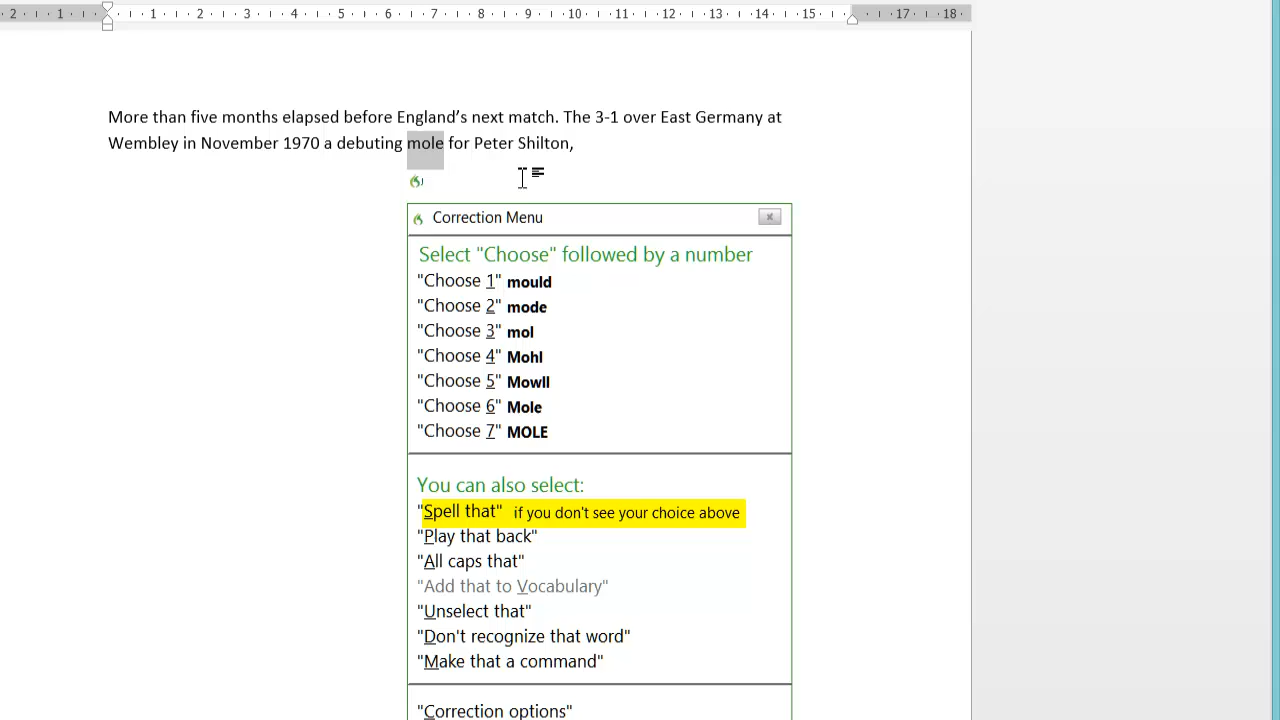 2 1 1 2 3 4 5 6 7 8 9 10 11 12 13 14 15 17 18
More than five months elapsed before England’s next match. The 3-1 over East Germany at
Wembley in November 1970 a debuting mole for Peter Shilton,
Correction Menu
Select "Choose" followed by a number
"Choose 1" mould
"Choose 2" mode
"Choose 3" mol
"Choose 4" Mohl
"Choose 5" Mowll
"Choose 6" Mole
"Choose 7" MOLE
You can also select:
"Spell that" if you don't see your choice above
"Play that back"
"All caps that"
"Add that to Vocabulary"
"Unselect that"
"Don't recognize that word"
"Make that a command"
"Correction options"